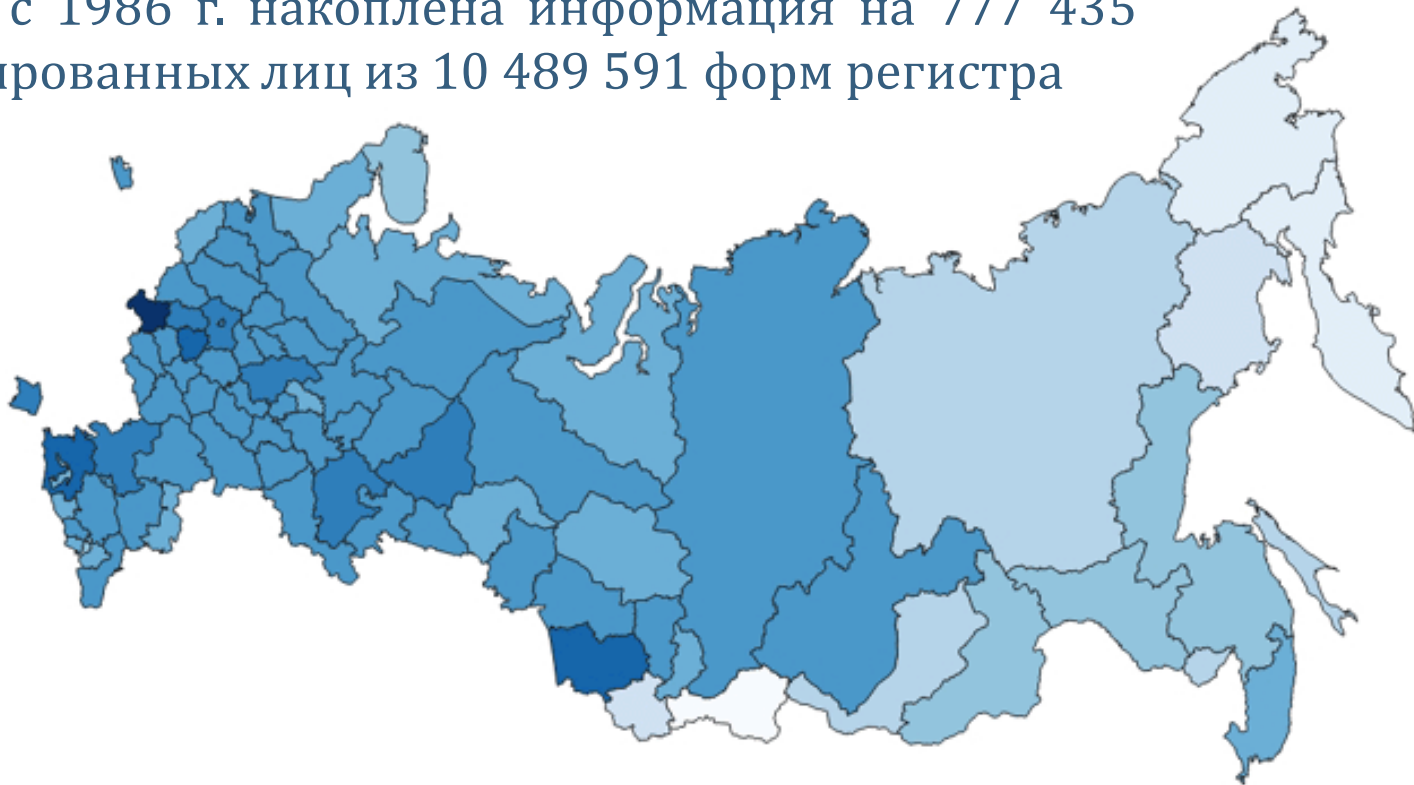 с 1986 г. накоплена информация на 777 435
ированных лиц из 10 489 591 форм регистра